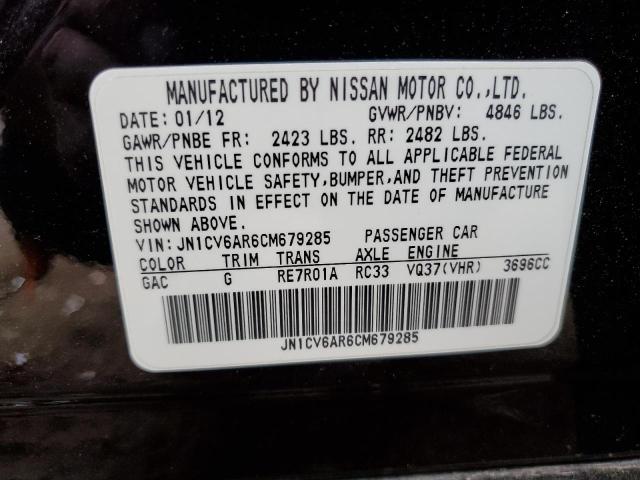 MANUFACTURED BY NISSAN MOTOR CO.,LTD.
DATE: 01/12 GVWR/PNBV: 4846 LBS.
GAWR/PNBE FR: 2423 LBS. RR: 2482 LBS.
THIS VEHICLE CONFORMS TO ALL APPLICABLE FEDERAL
MOTOR VEHICLE SAFETY,BUMPER,AND THEFT PREVENTION
STANDARDS IN EFFECT ON THE DATE OF MANUFACTURE
SHOWN ABOVE.
VIN: JN1CV6AR6CM679285 PASSENGER CAR
COLOR TRIM TRANS AXLE ENGINE
GAC G RE7R01A RC33 VQ37(VHR) 3696CC
JN1CV6AR6CM679285